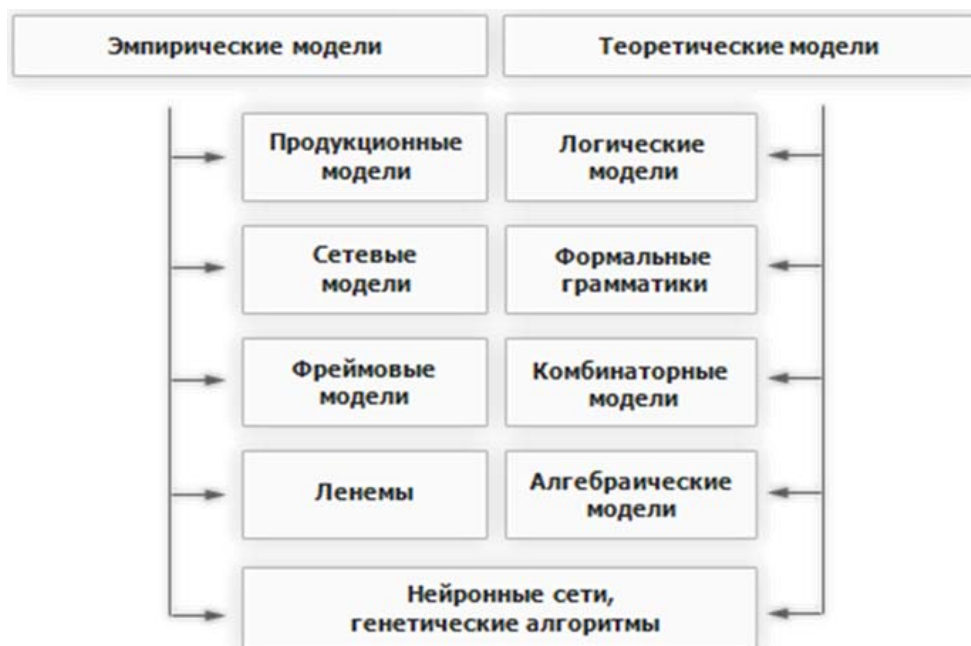 Эмпирические модели
Теоретические модели
Продукционные
модели
Логические
модели
Сетевые
модели
Формальные
грамматики
Фреймовые
модели
Комбинаторные
модели
Ленемы
Алгебраические
модели
Нейронные сети,
генетические алгоритмы